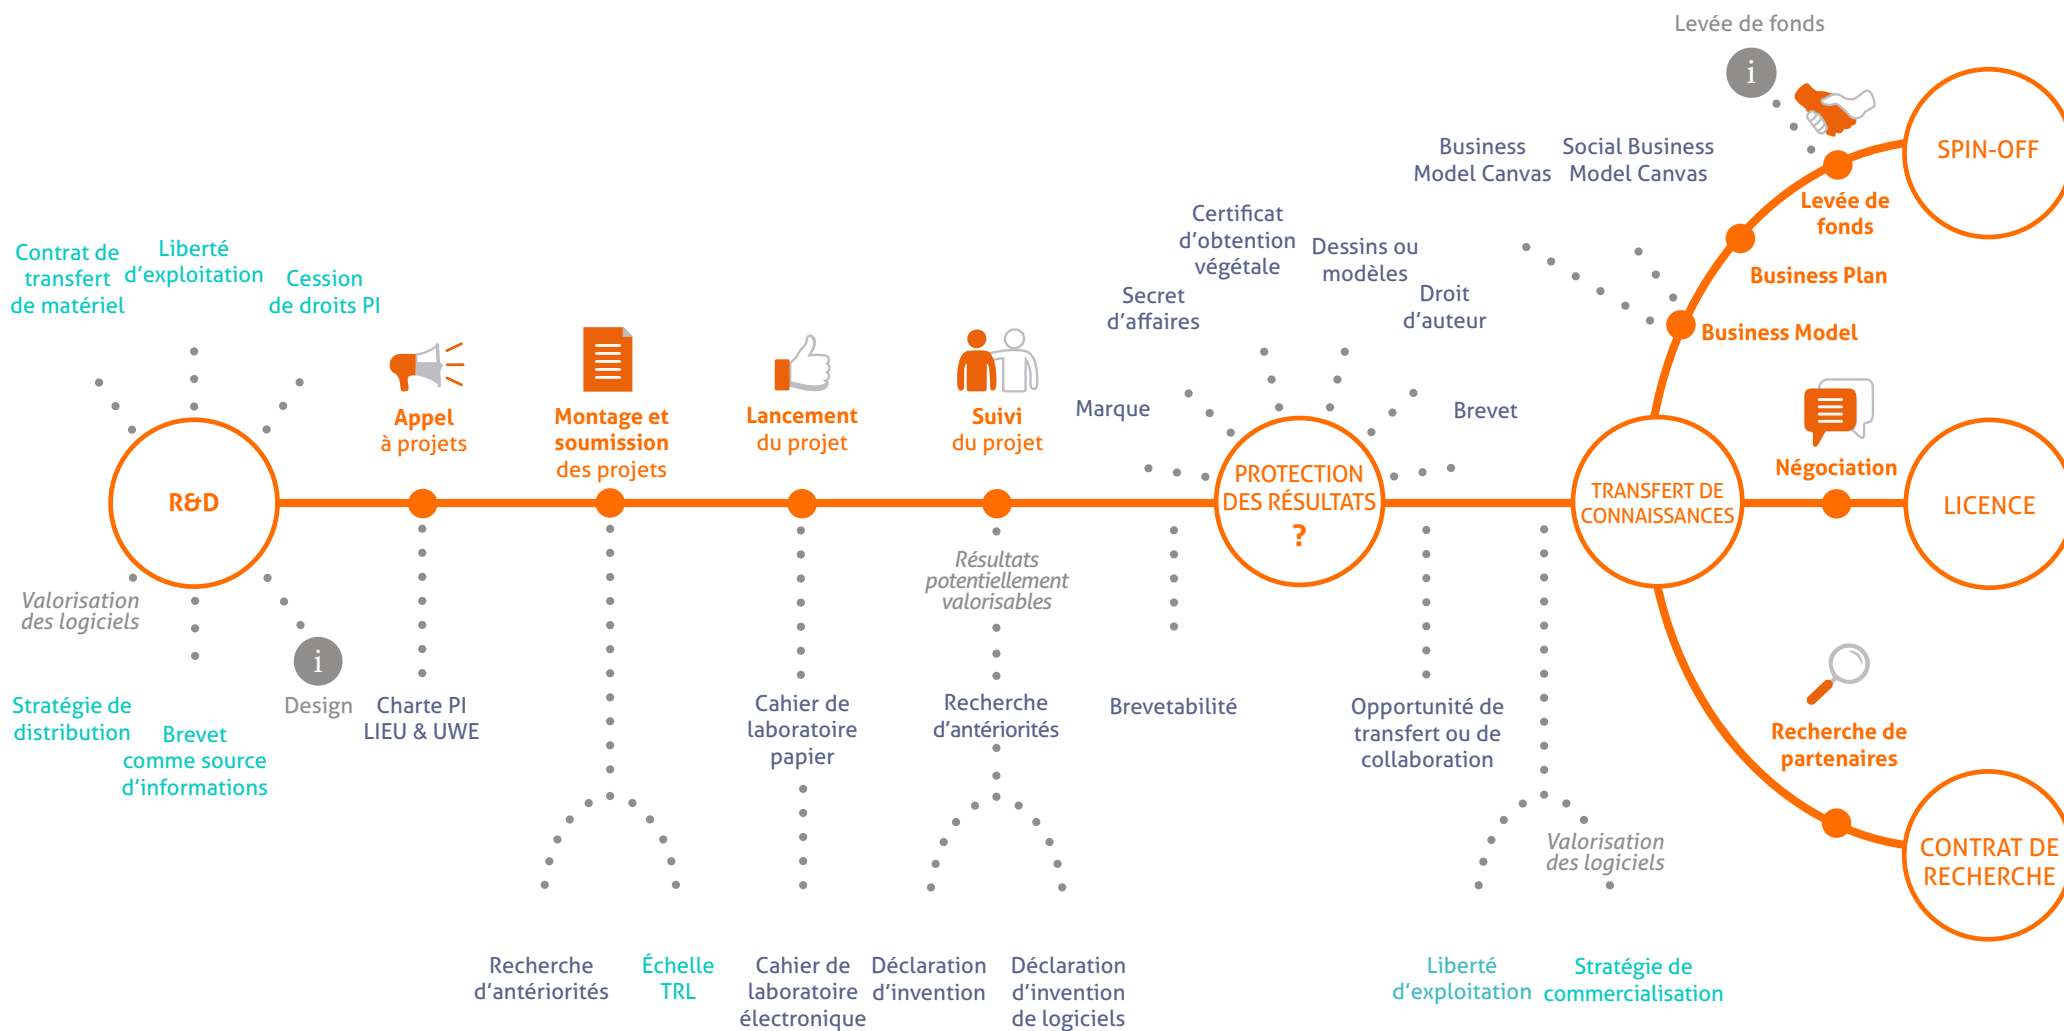 Levée de fonds
i
SPIN-OFF
Levée de
fonds
Business Plan
Business Model
Business
Model Canvas
Social Business
Model Canvas
Certificat
d’obtention
végétale
Dessins ou
modèles
Secret
d’affaires
Droit
d’auteur
Marque
Brevet
Contrat de
transfert
de matériel
Liberté
d’exploitation
Cession
de droits PI
R&D
Appel
à projets
Montage et
soumission
des projets
Lancement
du projet
Suivi
du projet
PROTECTION
DES RÉSULTATS
?
TRANSFERT DE
CONNAISSANCES
Négociation
LICENCE
Valorisation
des logiciels
Stratégie de
distribution
Brevet
comme source
d’informations
i
Design
Charte PI
LIEU & UWE
Résultats
potentiellement
valorisables
Cahier de
laboratoire
papier
Recherche
d’antériorités
Brevetabilité
Opportunité de
transfert ou de
collaboration
Recherche de
partenaires
Valorisation
des logiciels
CONTRAT DE
RECHERCHE
Recherche
d’antériorités
Échelle
TRL
Cahier de
laboratoire
électronique
Déclaration
d’invention
Déclaration
d’invention
de logiciels
Liberté
d’exploitation
Stratégie de
commercialisation